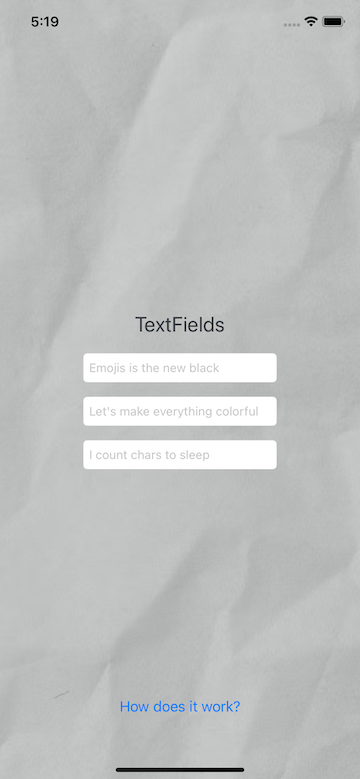 5:19
TextFields
Emojis is the new black
Let's make everything colorful
I count chars to sleep
How does it work?